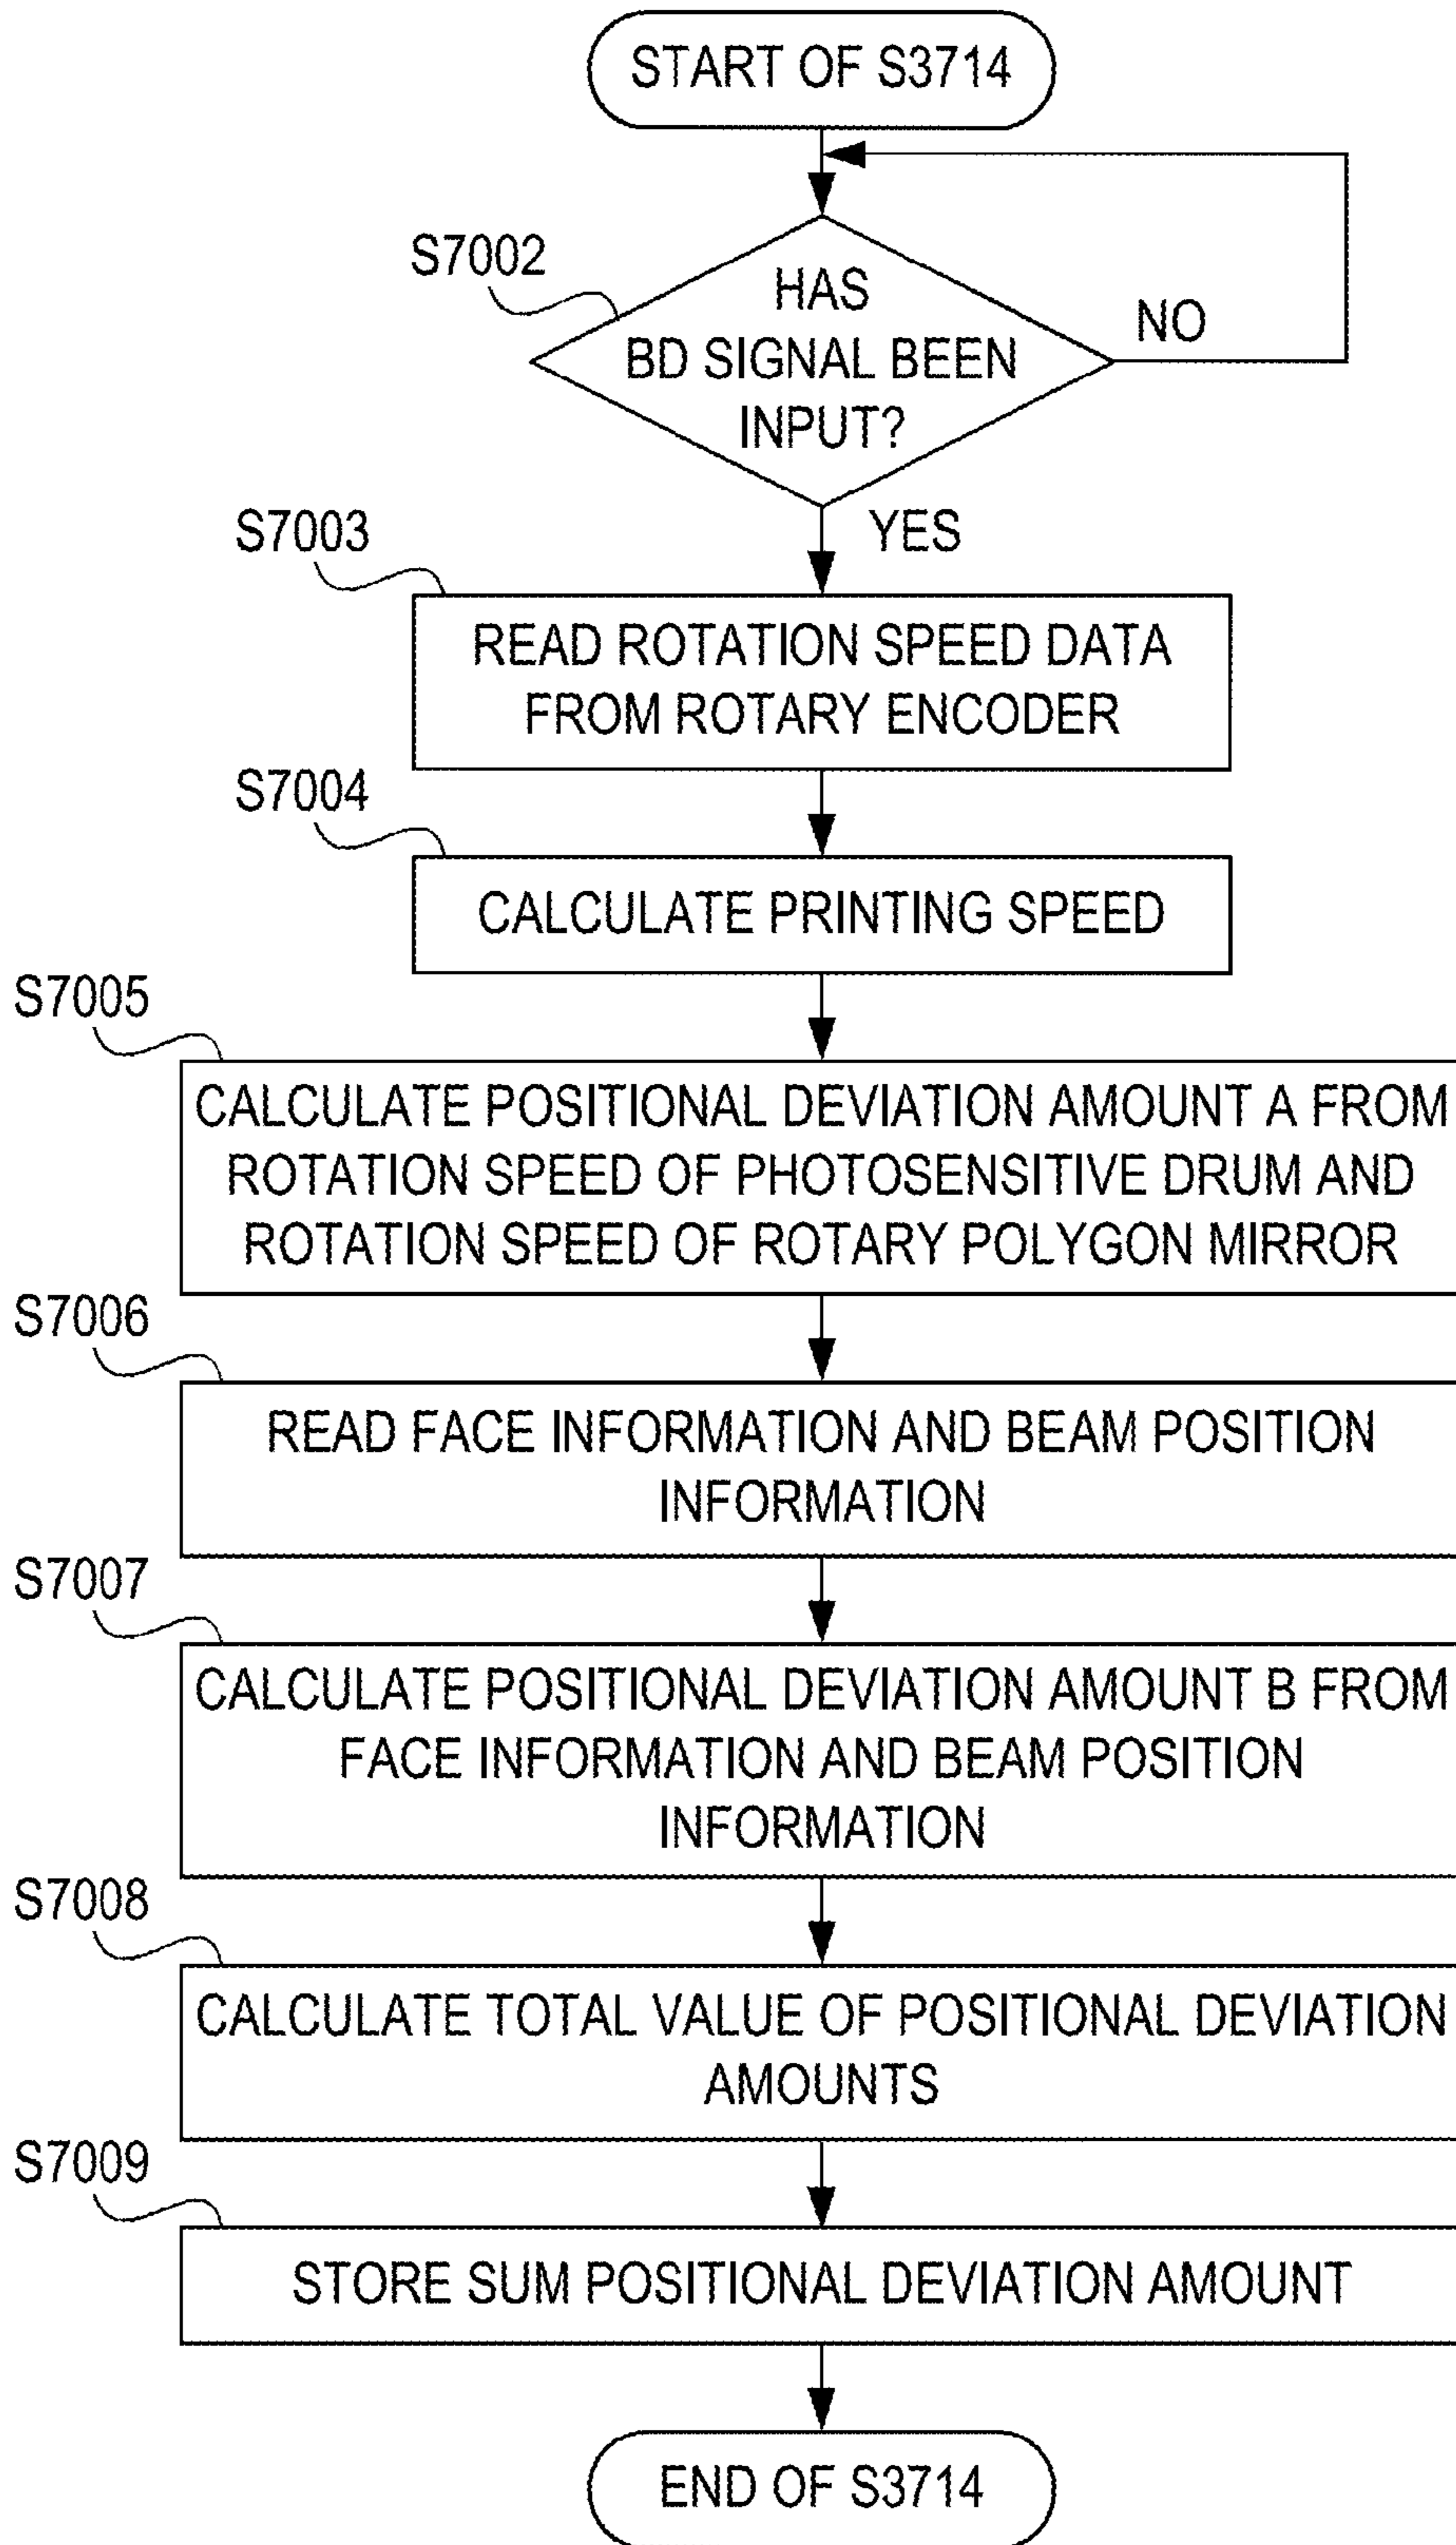 START OF S3714
S7002
HAS
BD SIGNAL BEEN
INPUT?
NO
YES
S7003
READ ROTATION SPEED DATA
FROM ROTARY ENCODER
S7004
CALCULATE PRINTING SPEED
S7005
CALCULATE POSITIONAL DEVIATION AMOUNT A FROM
ROTATION SPEED OF PHOTOSENSITIVE DRUM AND
ROTATION SPEED OF ROTARY POLYGON MIRROR
S7006
READ FACE INFORMATION AND BEAM POSITION
INFORMATION
S7007
CALCULATE POSITIONAL DEVIATION AMOUNT B FROM
FACE INFORMATION AND BEAM POSITION
INFORMATION
S7008
CALCULATE TOTAL VALUE OF POSITIONAL DEVIATION
AMOUNTS
S7009
STORE SUM POSITIONAL DEVIATION AMOUNT
END OF S3714